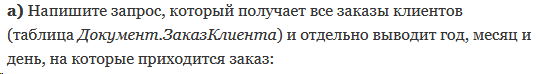 а) Напишите запрос, который получает все заказы клиентов
(таблица Документ.ЗаказКлиента) и отдельно выводит год, месяц и
день, на которые приходится заказ: